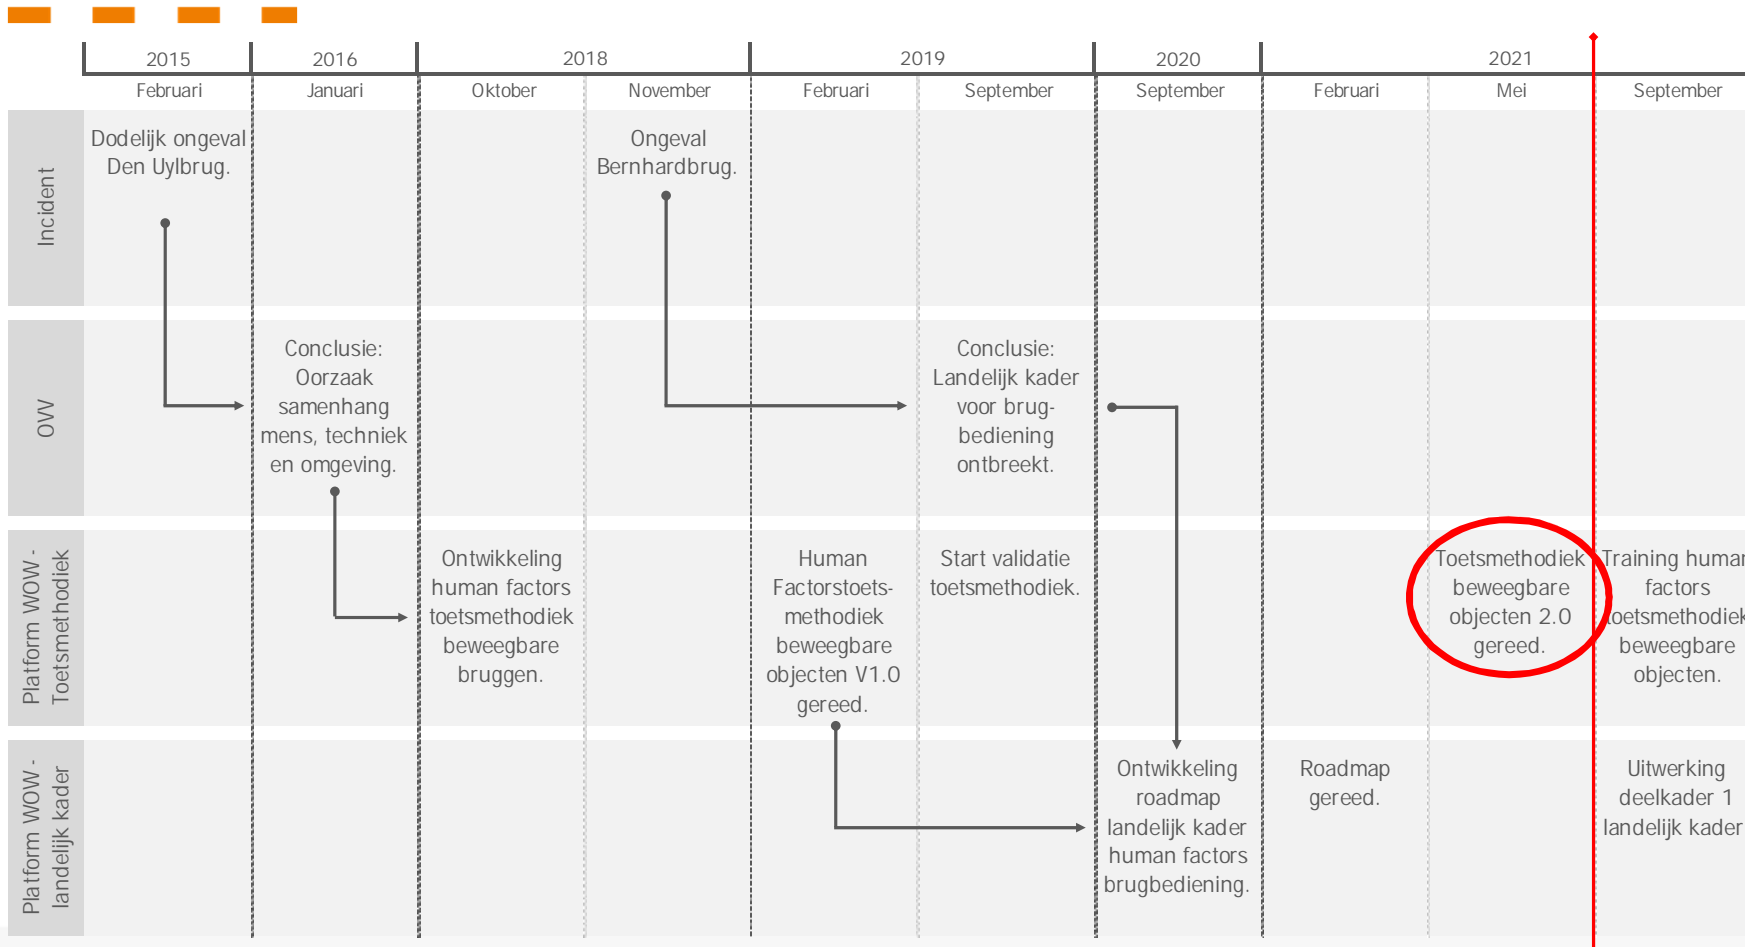 2015
2016
2018
2019
2020
2021
Februari
Januari
Oktober
November
Februari
September
September
Februari
Mei
September
Incident
Dodelijk ongeval
Den Uylbrug.
Ongeval
Bernhardbrug.
OVV
Conclusie:
Oorzaak
samenhang
mens, techniek
en omgeving.
Conclusie:
Landelijk kader
voor brug-
bediening
ontbreekt.
Platform WOW -
Toetsmethodiek
Ontwikkeling
human factors
toetsmethodiek
beweegbare
bruggen.
Human
Factorstoets-
methodiek
beweegbare
objecten V1.0
gereed.
Start validatie
toetsmethodiek.
Toetsmethodiek
beweegbare
objecten 2.0
gereed.
Training human
factors
toetsmethodiek
beweegbare
objecten.
Platform WOW -
landelijk kader
Ontwikkeling
roadmap
landelijk kader
human factors
brugbediening.
Roadmap
gereed.
Uitwerking
deelkader 1
landelijk kader